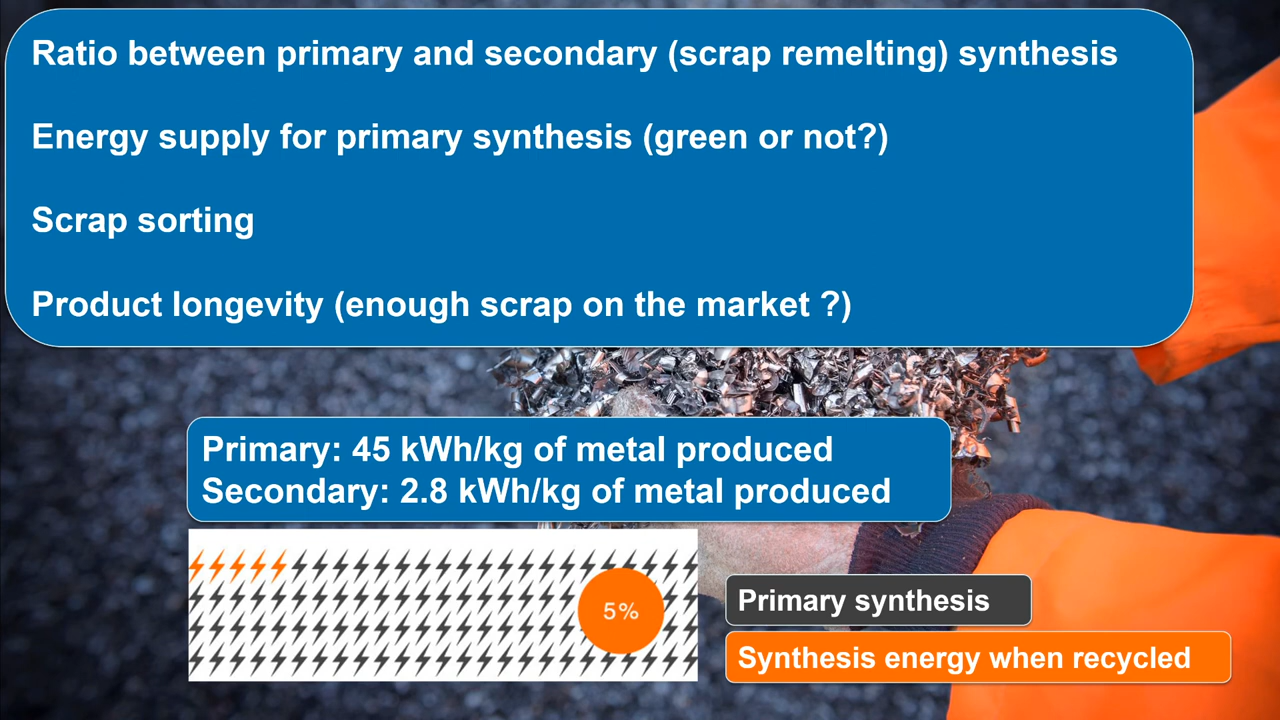 Ratio between primary and secondary (scrap remelting) synthesis
Energy supply for primary synthesis (green or not?)
Scrap sorting
Product longevity (enough scrap on the market ?)
Primary: 45 kWh/kg of metal produced
Secondary: 2.8 kWh/kg of metal produced
5%
Primary synthesis
Synthesis energy when recycled